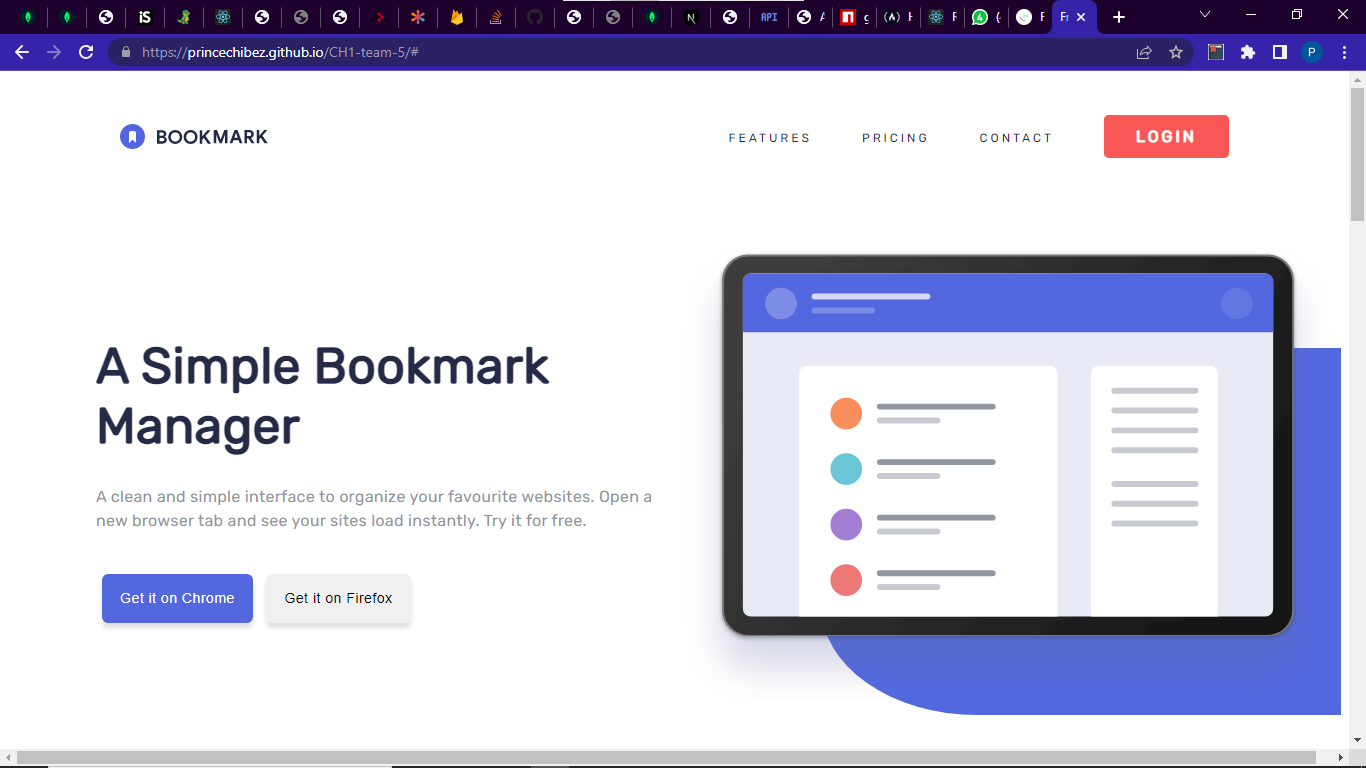 API
https://princechibez.github.io/CH1-team-5/#
P
BOOKMARK
FEATURES
PRICING
CONTACT
LOGIN
A Simple Bookmark
Manager
A clean and simple interface to organize your favourite websites. Open a
new browser tab and see your sites load instantly. Try it for free.
Get it on Chrome
Get it on Firefox